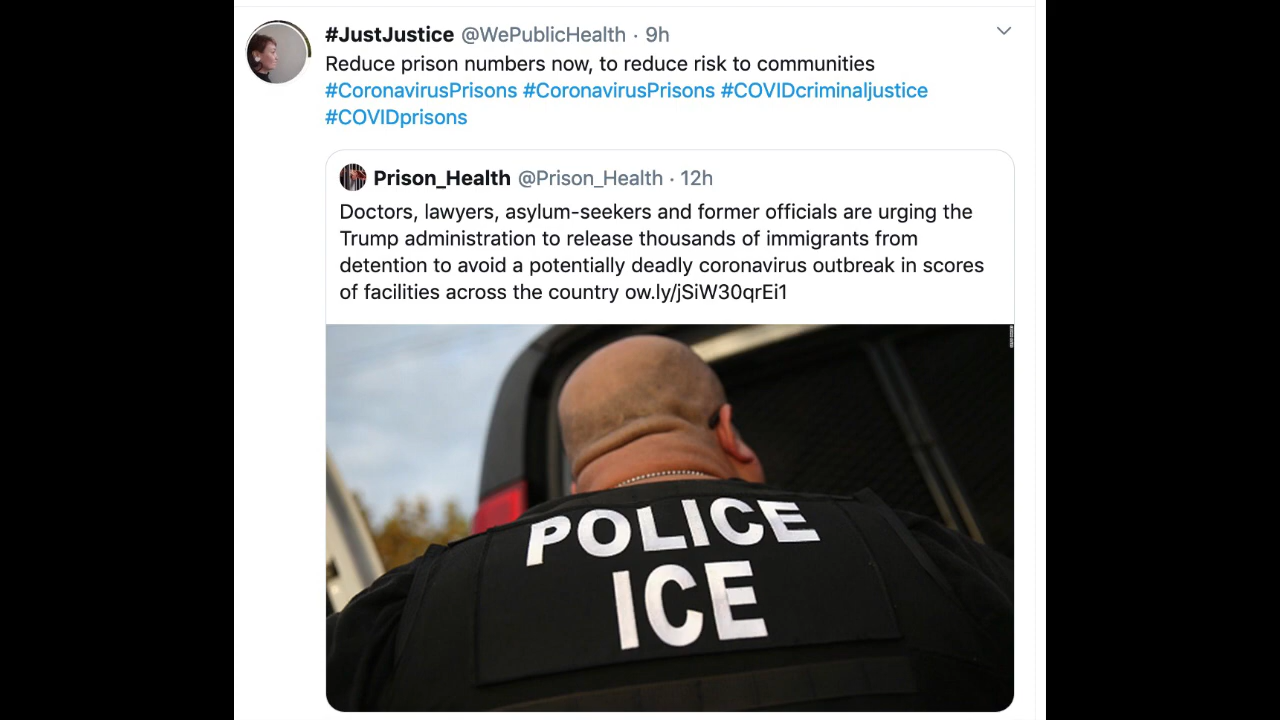 #JustJustice @WePublicHealth · 9h
Reduce prison numbers now, to reduce risk to communities
#CoronavirusPrisons #CoronavirusPrisons #COVIDcriminaljustice
#COVIDprisons
Prison_Health @Prison_Health · 12h
Doctors, lawyers, asylum-seekers and former officials are urging the
Trump administration to release thousands of immigrants from
detention to avoid a potentially deadly coronavirus outbreak in scores
of facilities across the country ow.ly/jSiW30qrEi1
POLICE
ICE